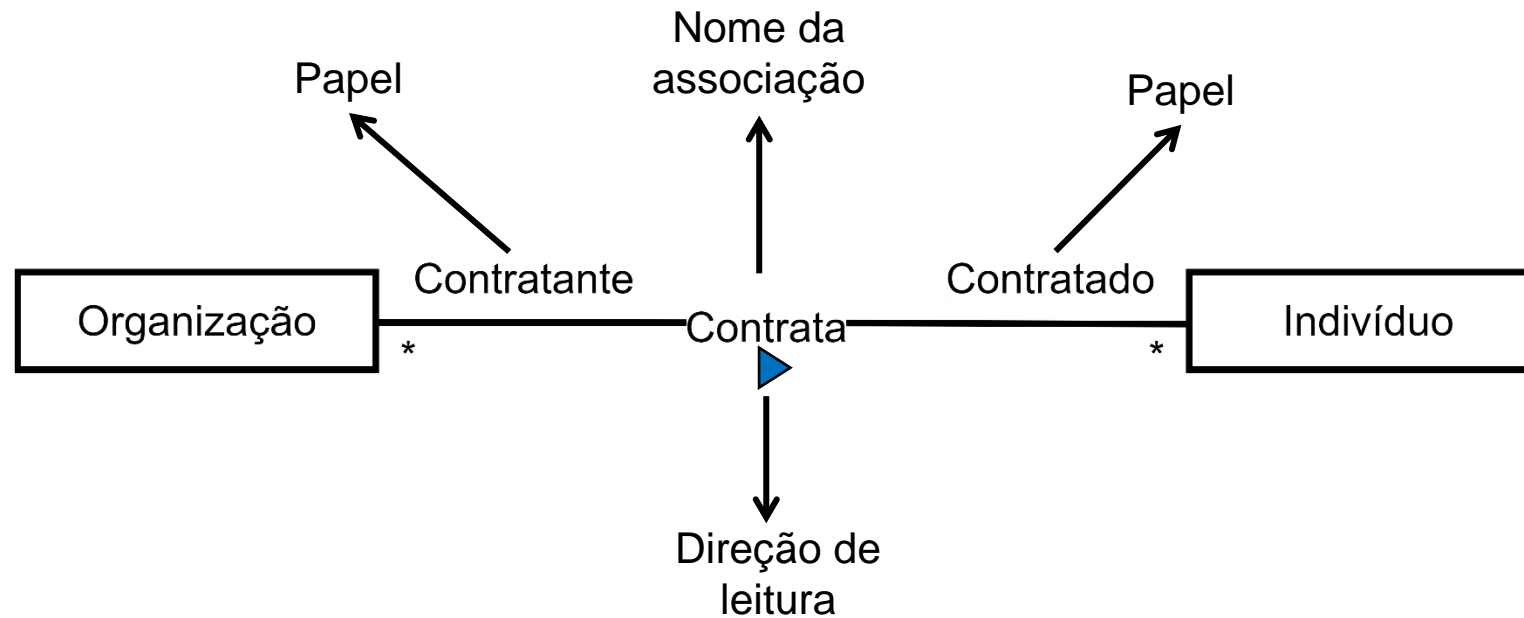 Nome da
associação
Papel
Papel
Contratante
Contratado
Organização
Contrata
Indivíduo
*
*
Direção de
leitura